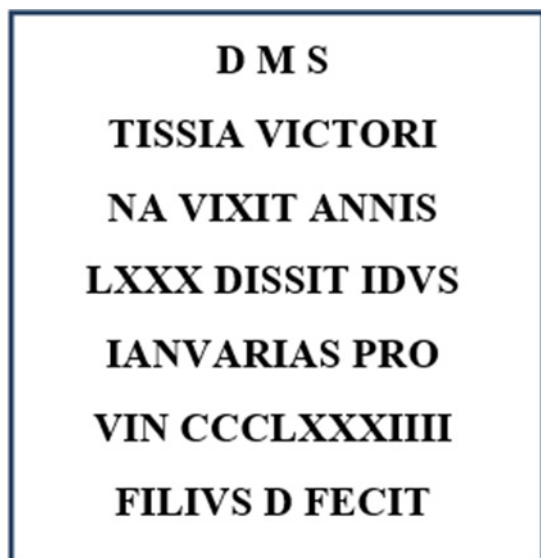 D M S
TISSIA VICTORI
NA VIXIT ANNIS
LXXX DISSIT IDVS
IANVARIAS PRO
VIN CCCLXXXIIII
FILIVS D FECIT